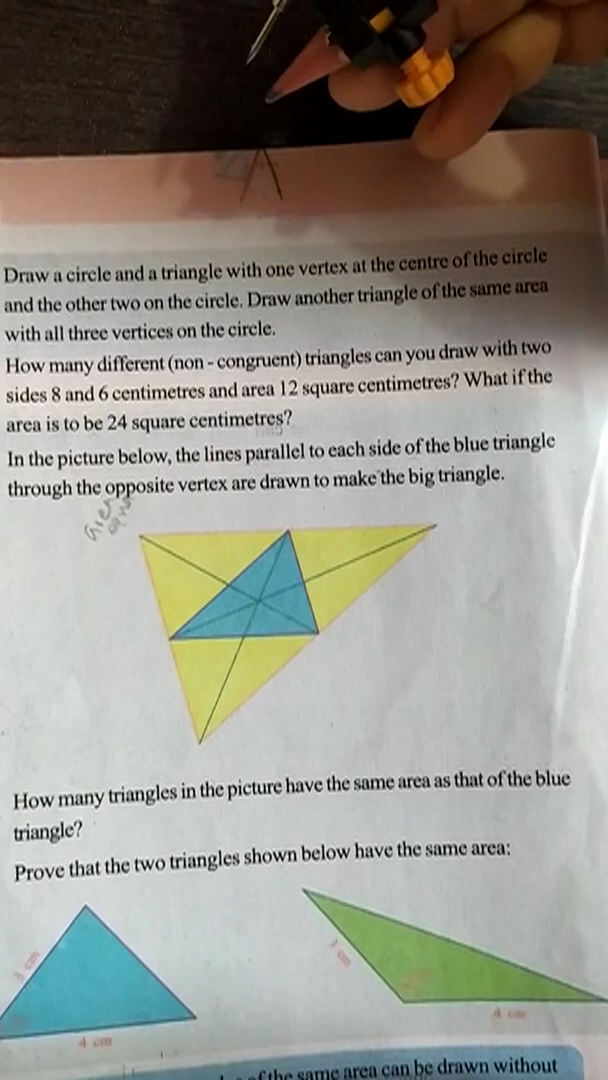 Draw a circle and a triangle with one vertex at the centre of the circle
and the other two on the circle. Draw another triangle of the same area
with all three vertices on the circle.
How many different (non - congruent) triangles can you draw with two
sides 8 and 6 centimetres and area 12 square centimetres? What if the
area is to be 24 square centimetres?
In the picture below, the lines parallel to each side of the blue triangle
through the opposite vertex are drawn to make the big triangle.
How many triangles in the picture have the same area as that of the blue
triangle?
Prove that the two triangles shown below have the same area:
3 cm
4 cm
3 cm
4 cm
of the same area can be drawn without